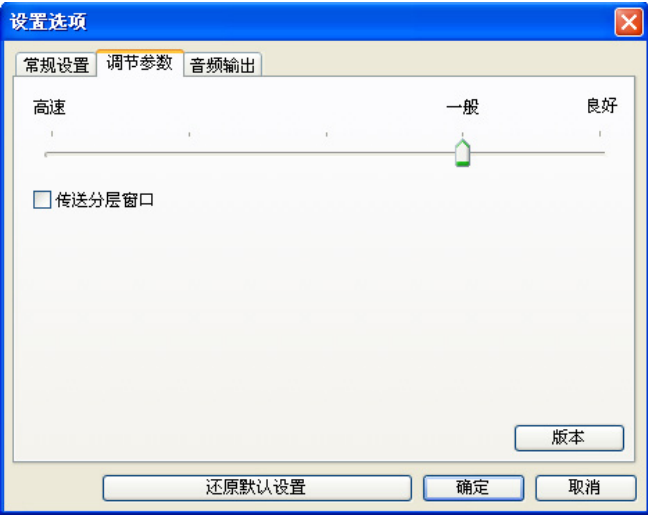 设置选项
常规设置 调节参数 音频输出
高速 一般 良好
传送分层窗口
版本
还原默认设置 确定 取消